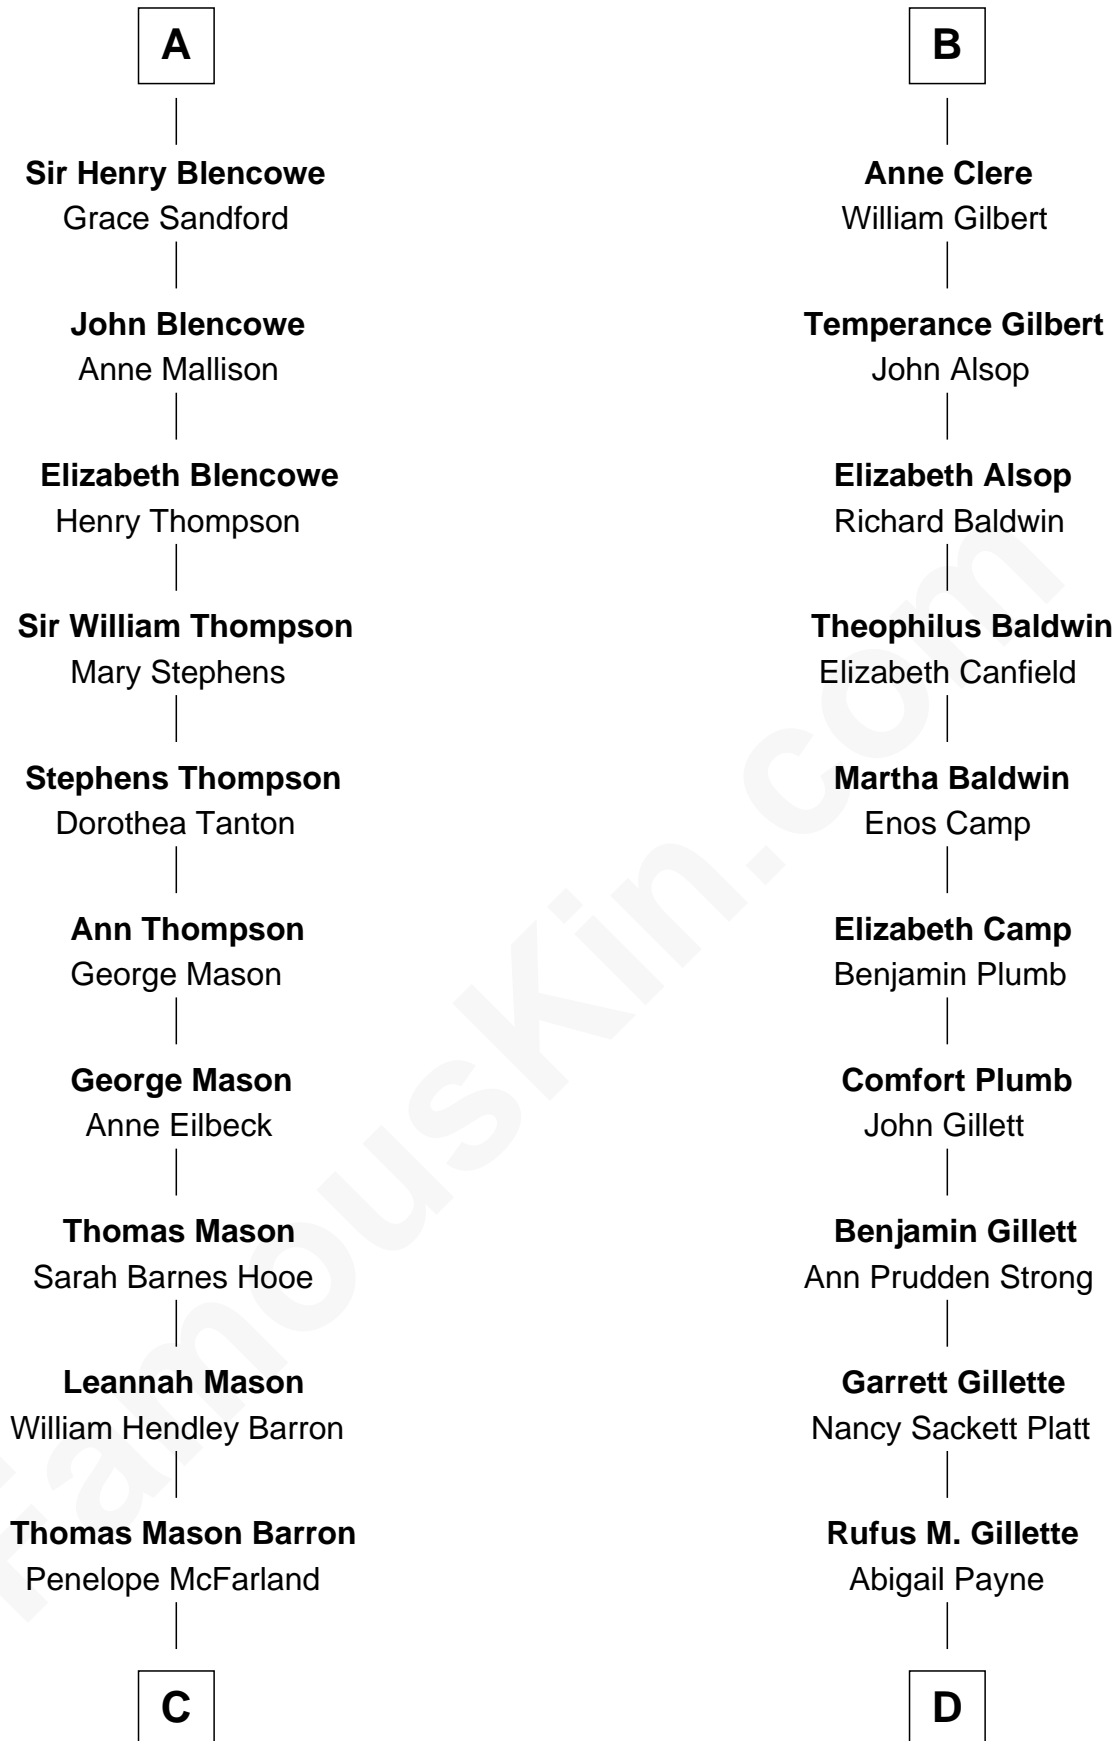 A
Sir Henry Blencowe
Grace Sandford
John Blencowe
Anne Mallison
Elizabeth Blencowe
Henry Thompson
Sir William Thompson
Mary Stephens
Stephens Thompson
Dorothea Tanton
Ann Thompson
George Mason
George Mason
Anne Eilbeck
Thomas Mason
Sarah Barnes Hooe
Leannah Mason
William Hendley Barron
Thomas Mason Barron
Penelope McFarland
C
B
Anne Clere
William Gilbert
Temperance Gilbert
John Alsop
Elizabeth Alsop
Richard Baldwin
Theophilus Baldwin
Elizabeth Canfield
Martha Baldwin
Enos Camp
Elizabeth Camp
Benjamin Plumb
Comfort Plumb
John Gillett
Benjamin Gillett
Ann Prudden Strong
Garrett Gillette
Nancy Sackett Platt
Rufus M. Gillette
Abigail Payne
D
FamousKin.com